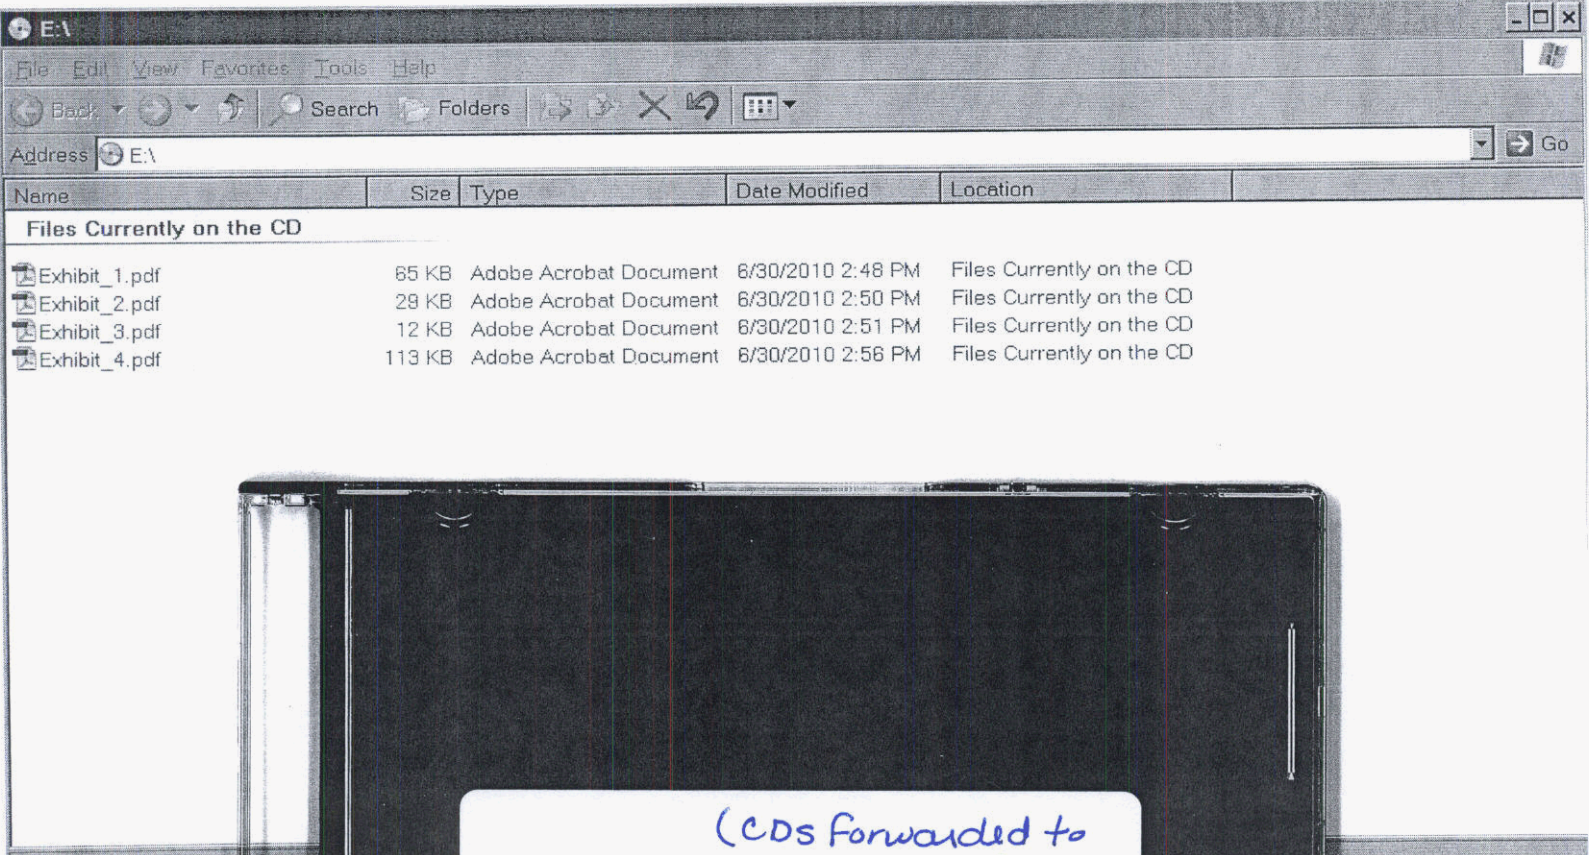 E:\
File Edit View Favorites Tools Help
Back Search Folders
Address E:\ Go
Name Size Type Date Modified Location
Files Currently on the CD
Exhibit_1.pdf 65 KB Adobe Acrobat Document 6/30/2010 2:48 PM Files Currently on the CD
Exhibit_2.pdf 29 KB Adobe Acrobat Document 6/30/2010 2:50 PM Files Currently on the CD
Exhibit_3.pdf 12 KB Adobe Acrobat Document 6/30/2010 2:51 PM Files Currently on the CD
Exhibit_4.pdf 113 KB Adobe Acrobat Document 6/30/2010 2:56 PM Files Currently on the CD
(CDs forwarded to